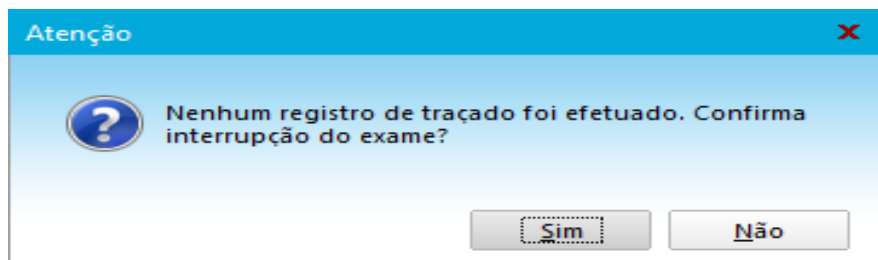 Atenção
Nenhum registro de traçado foi efetuado. Confirma
interrupção do exame?
Sim
Não